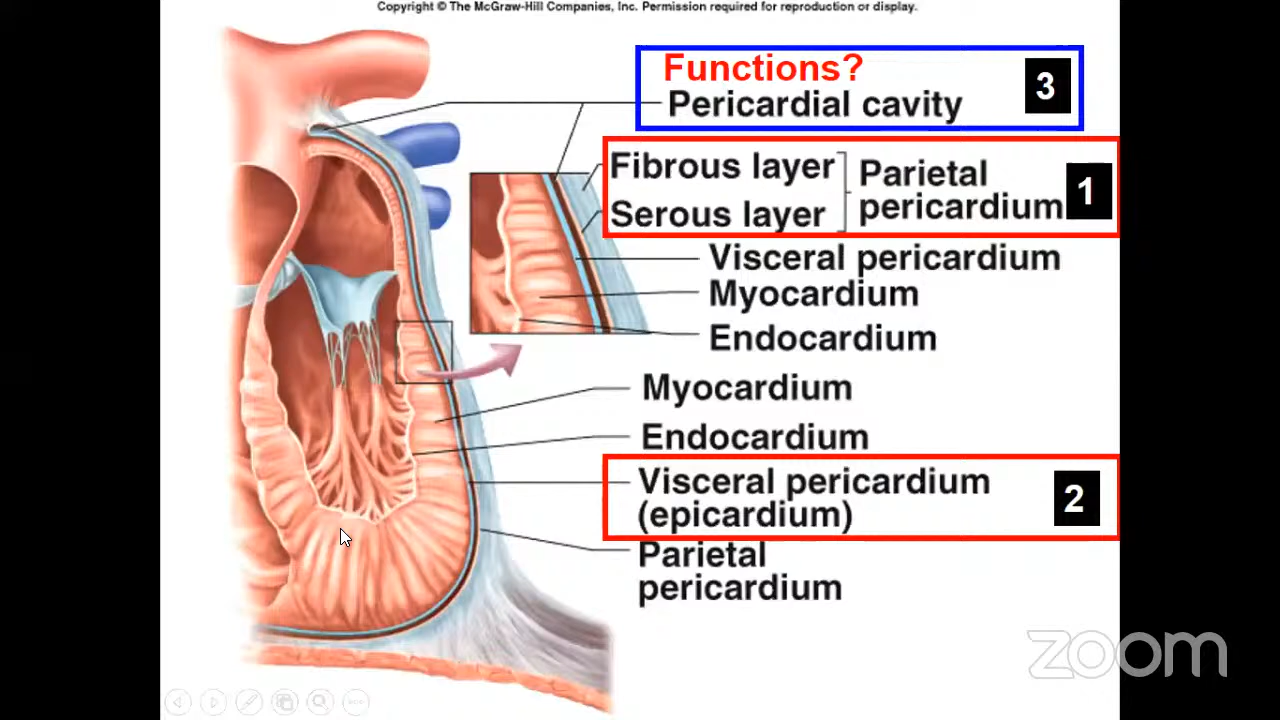 Copyright © The McGraw-Hill Companies, Inc. Permission required for reproduction or display.
Functions?
Pericardial cavity
3
Fibrous layer
Serous layer
Parietal
pericardium
1
Visceral pericardium
Myocardium
Endocardium
Myocardium
Endocardium
Visceral pericardium
(epicardium)
2
Parietal
pericardium
zoom